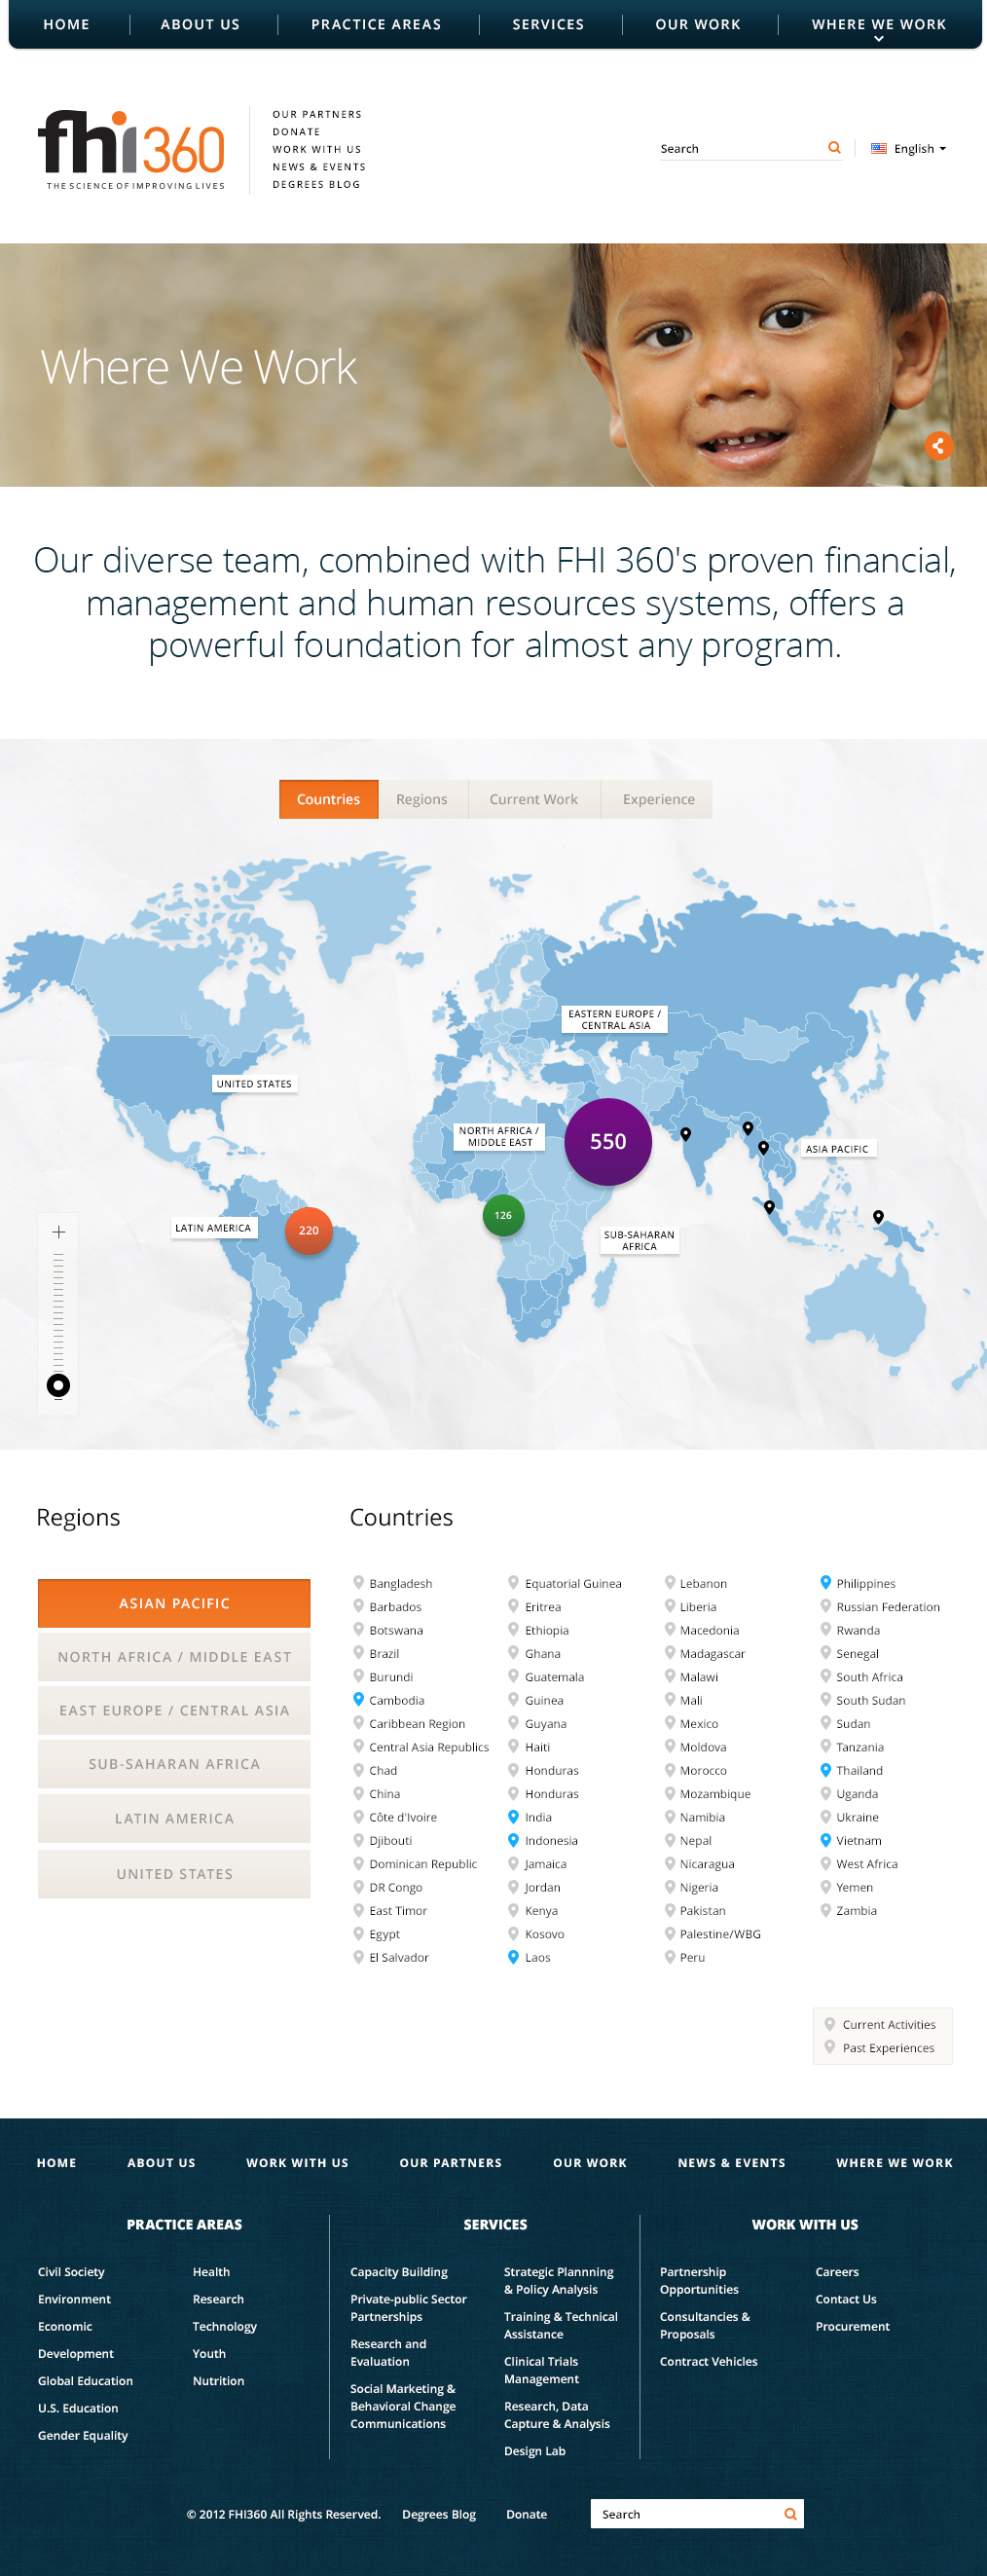 HOME
ABOUT US
PRACTICE AREAS
SERVICES
OUR WORK
WHERE WE WORK
fhi360
THE SCIENCE OF IMPROVING LIVES
OUR PARTNERS
DONATE
WORK WITH US
NEWS & EVENTS
DEGREES BLOG
Search
English
Where We Work
Our diverse team, combined with FHI 360's proven financial,
management and human resources systems, offers a
powerful foundation for almost any program.
Countries
Regions
Current Work
Experience
EASTERN EUROPE /
CENTRAL ASIA
UNITED STATES
NORTH AFRICA /
MIDDLE EAST
550
ASIA PACIFIC
LATIN AMERICA
220
126
SUB-SAHARAN
AFRICA
Regions
ASIAN PACIFIC
NORTH AFRICA / MIDDLE EAST
EAST EUROPE / CENTRAL ASIA
SUB-SAHARAN AFRICA
LATIN AMERICA
UNITED STATES
Countries
Bangladesh
Barbados
Botswana
Brazil
Burundi
Cambodia
Caribbean Region
Central Asia Republics
Chad
China
Côte d'Ivoire
Djibouti
Dominican Republic
DR Congo
East Timor
Egypt
El Salvador
Equatorial Guinea
Eritrea
Ethiopia
Ghana
Guatemala
Guinea
Guyana
Haiti
Honduras
Honduras
India
Indonesia
Jamaica
Jordan
Kenya
Kosovo
Laos
Lebanon
Liberia
Macedonia
Madagascar
Malawi
Mali
Mexico
Moldova
Morocco
Mozambique
Namibia
Nepal
Nicaragua
Nigeria
Pakistan
Palestine/WBG
Peru
Philippines
Russian Federation
Rwanda
Senegal
South Africa
South Sudan
Sudan
Tanzania
Thailand
Uganda
Ukraine
Vietnam
West Africa
Yemen
Zambia
Current Activities
Past Experiences
HOME
ABOUT US
WORK WITH US
OUR PARTNERS
OUR WORK
NEWS & EVENTS
WHERE WE WORK
PRACTICE AREAS
Civil Society
Environment
Economic
Development
Global Education
U.S. Education
Gender Equality
Health
Research
Technology
Youth
Nutrition
SERVICES
Capacity Building
Private-public Sector
Partnerships
Research and
Evaluation
Social Marketing &
Behavioral Change
Communications
Strategic Plannning
& Policy Analysis
Training & Technical
Assistance
Clinical Trials
Management
Research, Data
Capture & Analysis
Design Lab
WORK WITH US
Partnership
Opportunities
Consultancies &
Proposals
Contract Vehicles
Careers
Contact Us
Procurement
© 2012 FHI360 All Rights Reserved.
Degrees Blog
Donate
Search